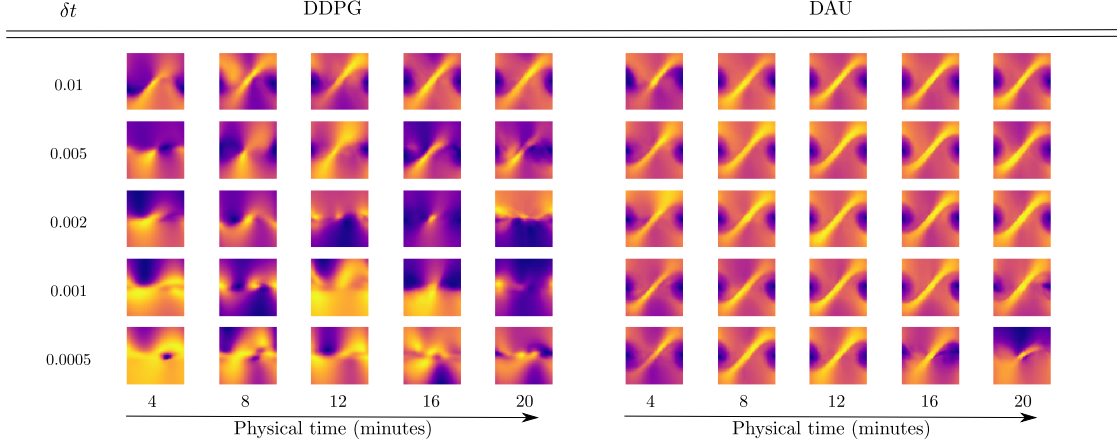 δt DDPG DAU
0.01
0.005
0.002
0.001
0.0005
4 8 12 16 20 4 8 12 16 20
Physical time (minutes) Physical time (minutes)